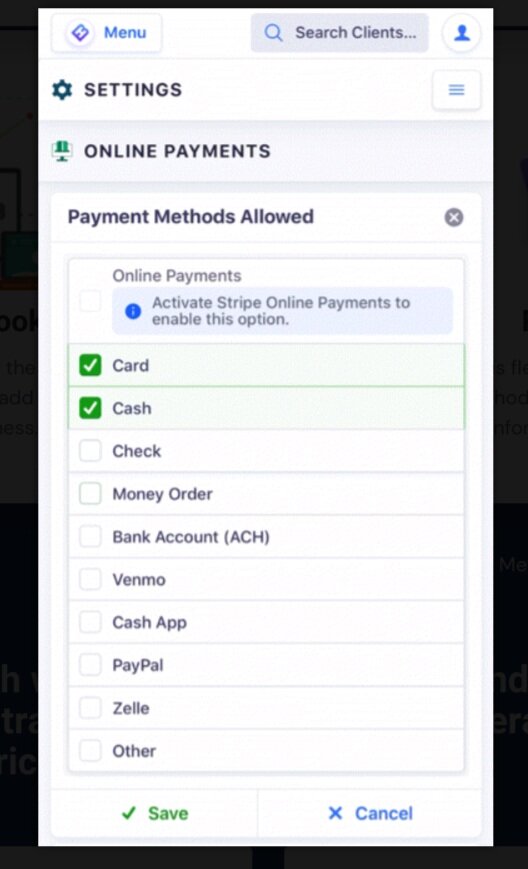 Menu
Search Clients...
SETTINGS
ONLINE PAYMENTS
Payment Methods Allowed
Online Payments
Activate Stripe Online Payments to
enable this option.
Card
Cash
Check
Money Order
Bank Account (ACH)
Venmo
Cash App
PayPal
Zelle
Other
Save
Cancel